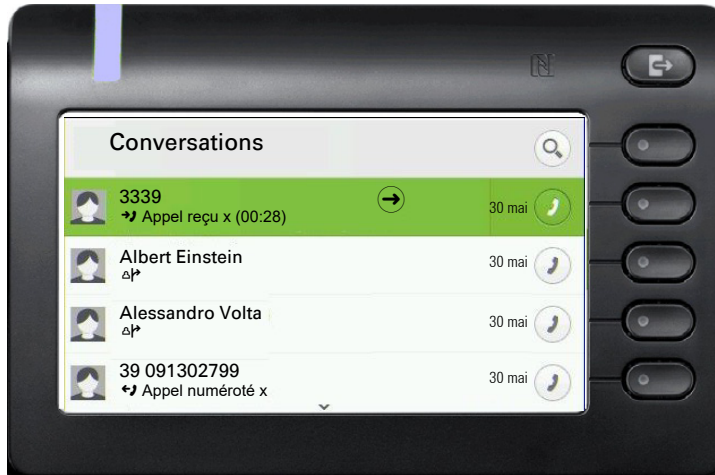 Conversations
3339
30 mai
Appel reçu x (00:28)
Albert Einstein
30 mai
Alessandro Volta
30 mai
39 091302799
30 mai
Appel numéroté x